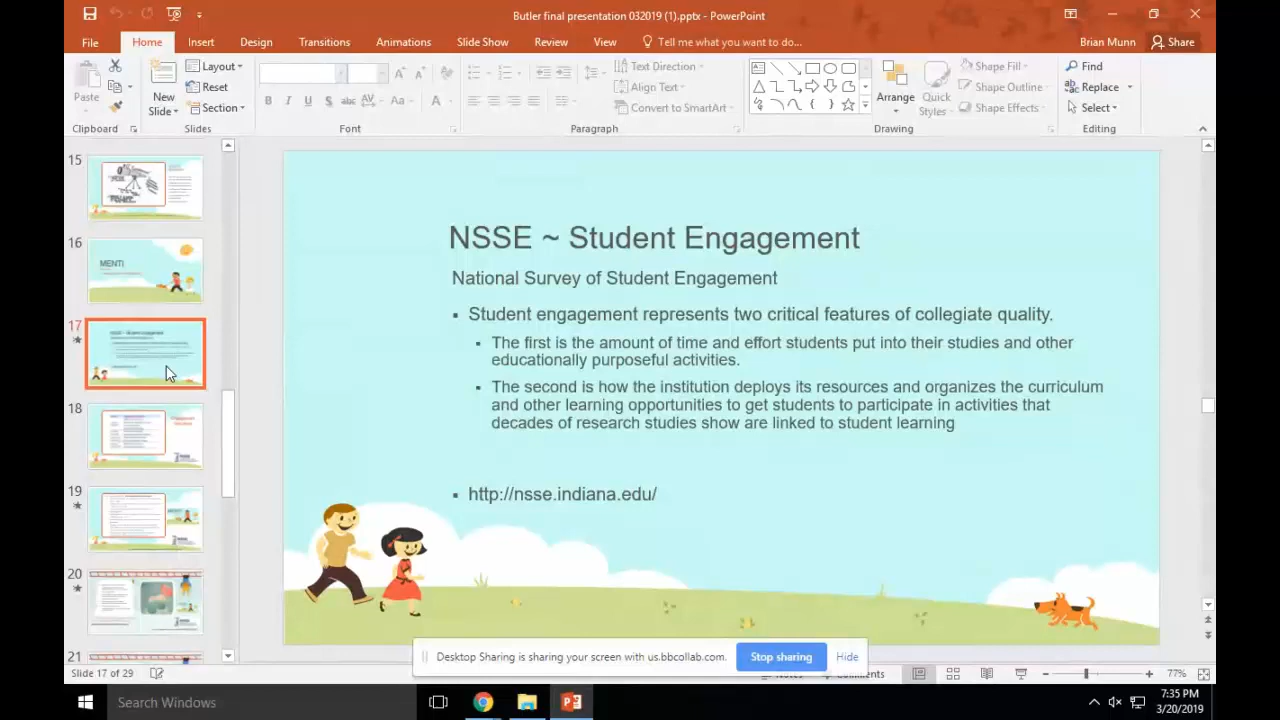 Butler final presentation 032019 (1).pptx - PowerPoint
File Home Insert Design Transitions Animations Slide Show Review View Tell me what you want to do... Brian Munn Share
Paste
Clipboard
New Slide
Layout
Reset
Section
Slides
B I U S abc AV Aa A
Font
Text Direction
Align Text
Convert to SmartArt
Paragraph
Arrange
Quick Styles
Shape Fill
Shape Outline
Shape Effects
Drawing
Find
Replace
Select
Editing
15
16
MENTI
17
18
19
20
21
NSSE ~ Student Engagement
National Survey of Student Engagement
▪ Student engagement represents two critical features of collegiate quality.
▪ The first is the amount of time and effort students put into their studies and other
educationally purposeful activities.
▪ The second is how the institution deploys its resources and organizes the curriculum
and other learning opportunities to get students to participate in activities that
decades of research studies show are linked to student learning
▪ http://nsse.indiana.edu/
Desktop Sharing is sharing your screen with us.bbcollab.com. Stop sharing Hide
Slide 17 of 29
Comments
77%
Search Windows
7:35 PM
3/20/2019